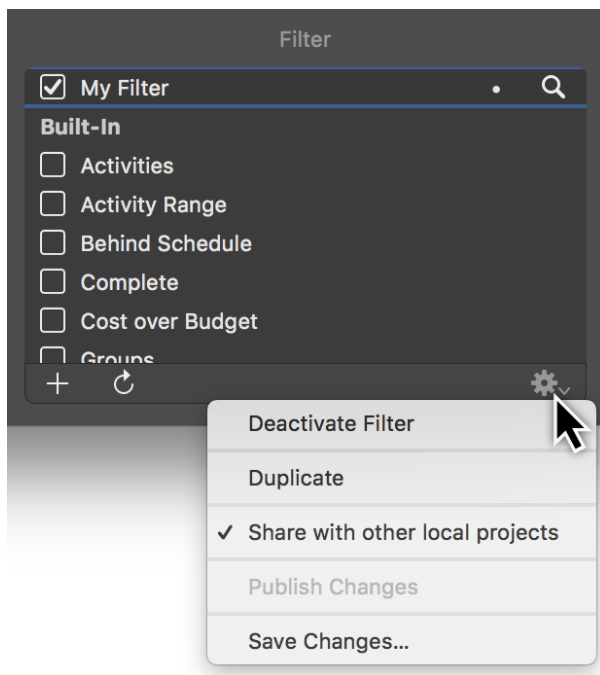 Filter
My Filter
Built-In
Activities
Activity Range
Behind Schedule
Complete
Cost over Budget
Groups
Deactivate Filter
Duplicate
Share with other local projects
Publish Changes
Save Changes...